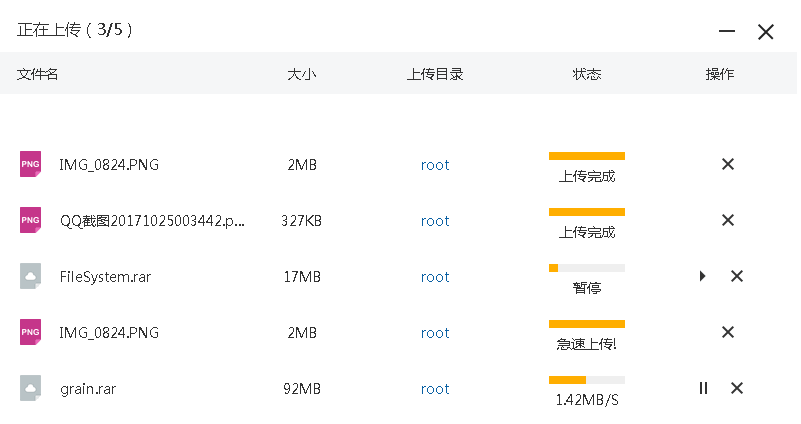 正在上传（3/5）
文件名 大小 上传目录 状态 操作
PNG IMG_0824.PNG 2MB root
上传完成
PNG QQ截图20171025003442.p... 327KB root
上传完成
FileSystem.rar 17MB root
暂停
PNG IMG_0824.PNG 2MB root
急速上传!
grain.rar 92MB root
1.42MB/S